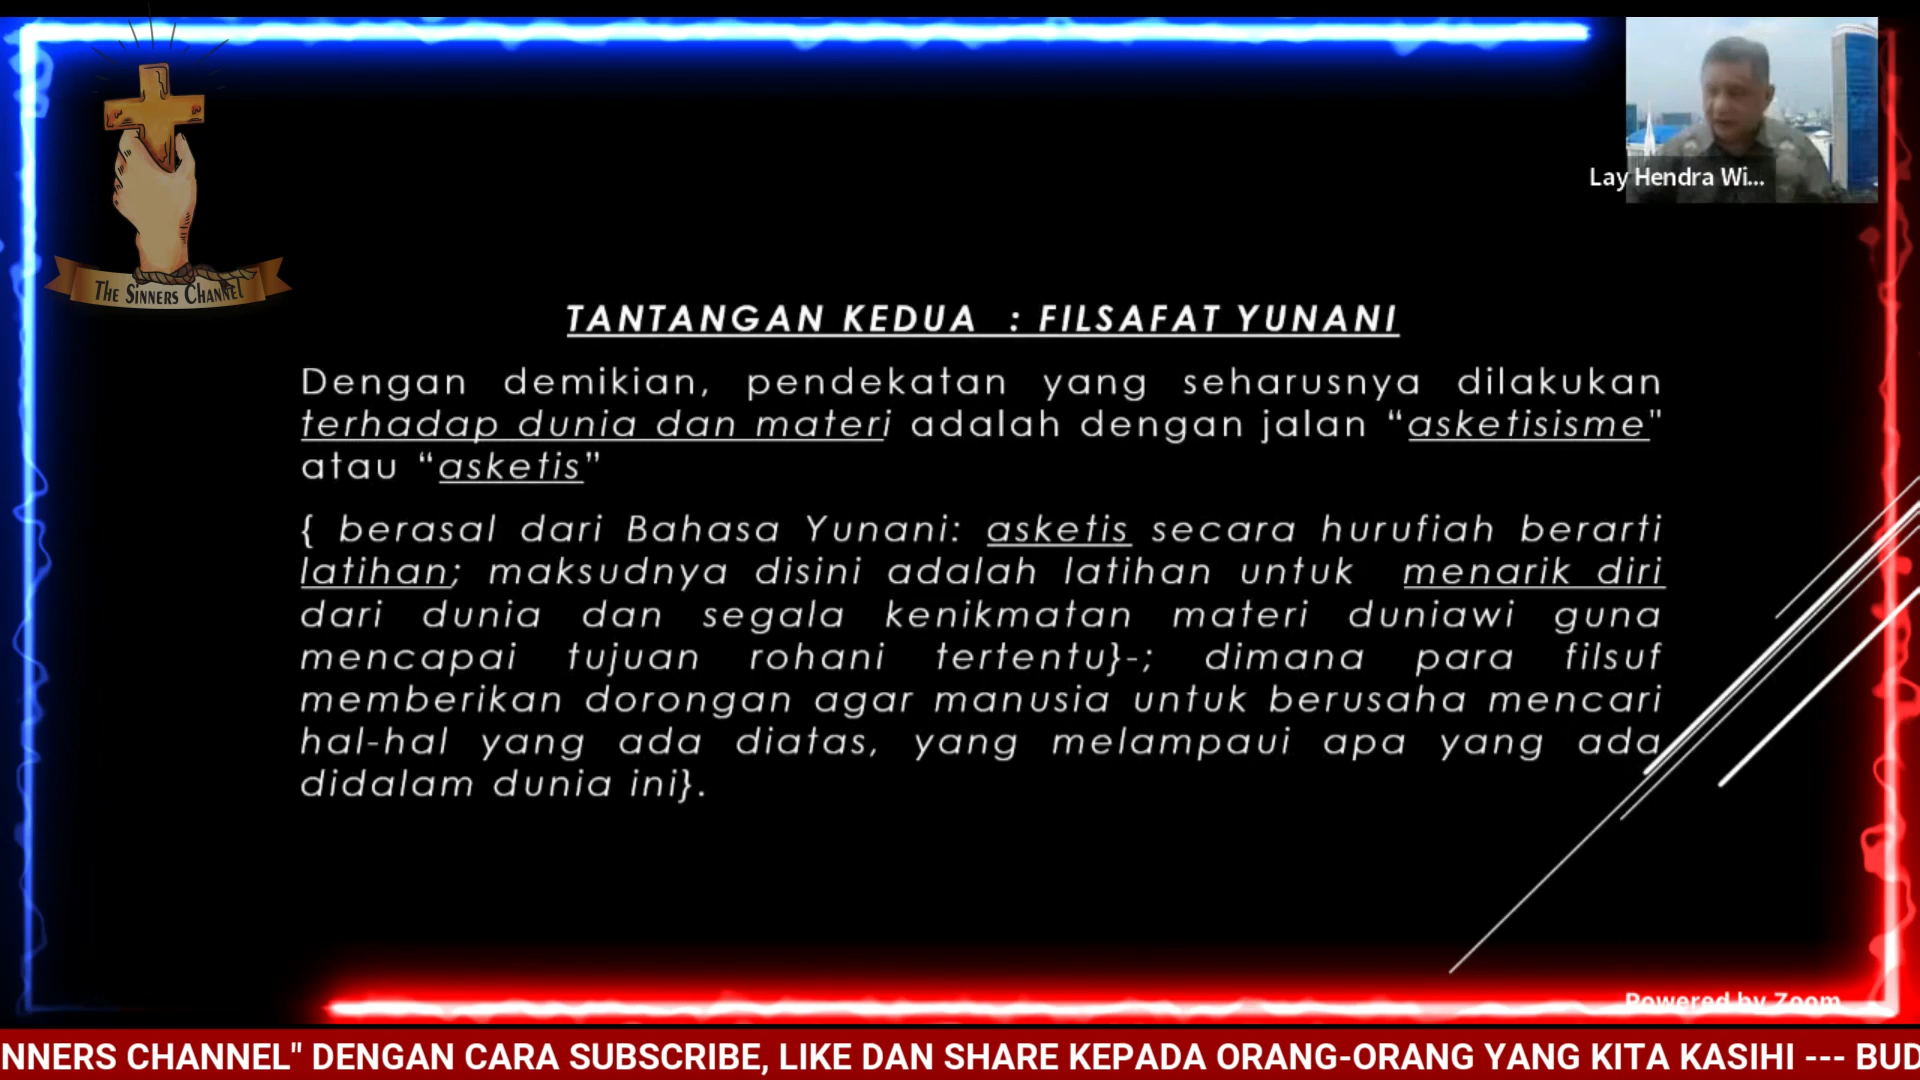 Lay Hendra Wi...
THE SINNERS CHANNEL
TANTANGAN KEDUA : FILSAFAT YUNANI
Dengan demikian, pendekatan yang seharusnya dilakukan
terhadap dunia dan materi adalah dengan jalan “asketisisme"
atau “asketis”
{ berasal dari Bahasa Yunani: asketis secara hurufiah berarti
latihan; maksudnya disini adalah latihan untuk menarik diri
dari dunia dan segala kenikmatan materi duniawi guna
mencapai tujuan rohani tertentu}-; dimana para filsuf
memberikan dorongan agar manusia untuk berusaha mencari
hal-hal yang ada diatas, yang melampaui apa yang ada
didalam dunia ini}.
Powered by Zoom
NNERS CHANNEL" DENGAN CARA SUBSCRIBE, LIKE DAN SHARE KEPADA ORANG-ORANG YANG KITA KASIHI --- BUD